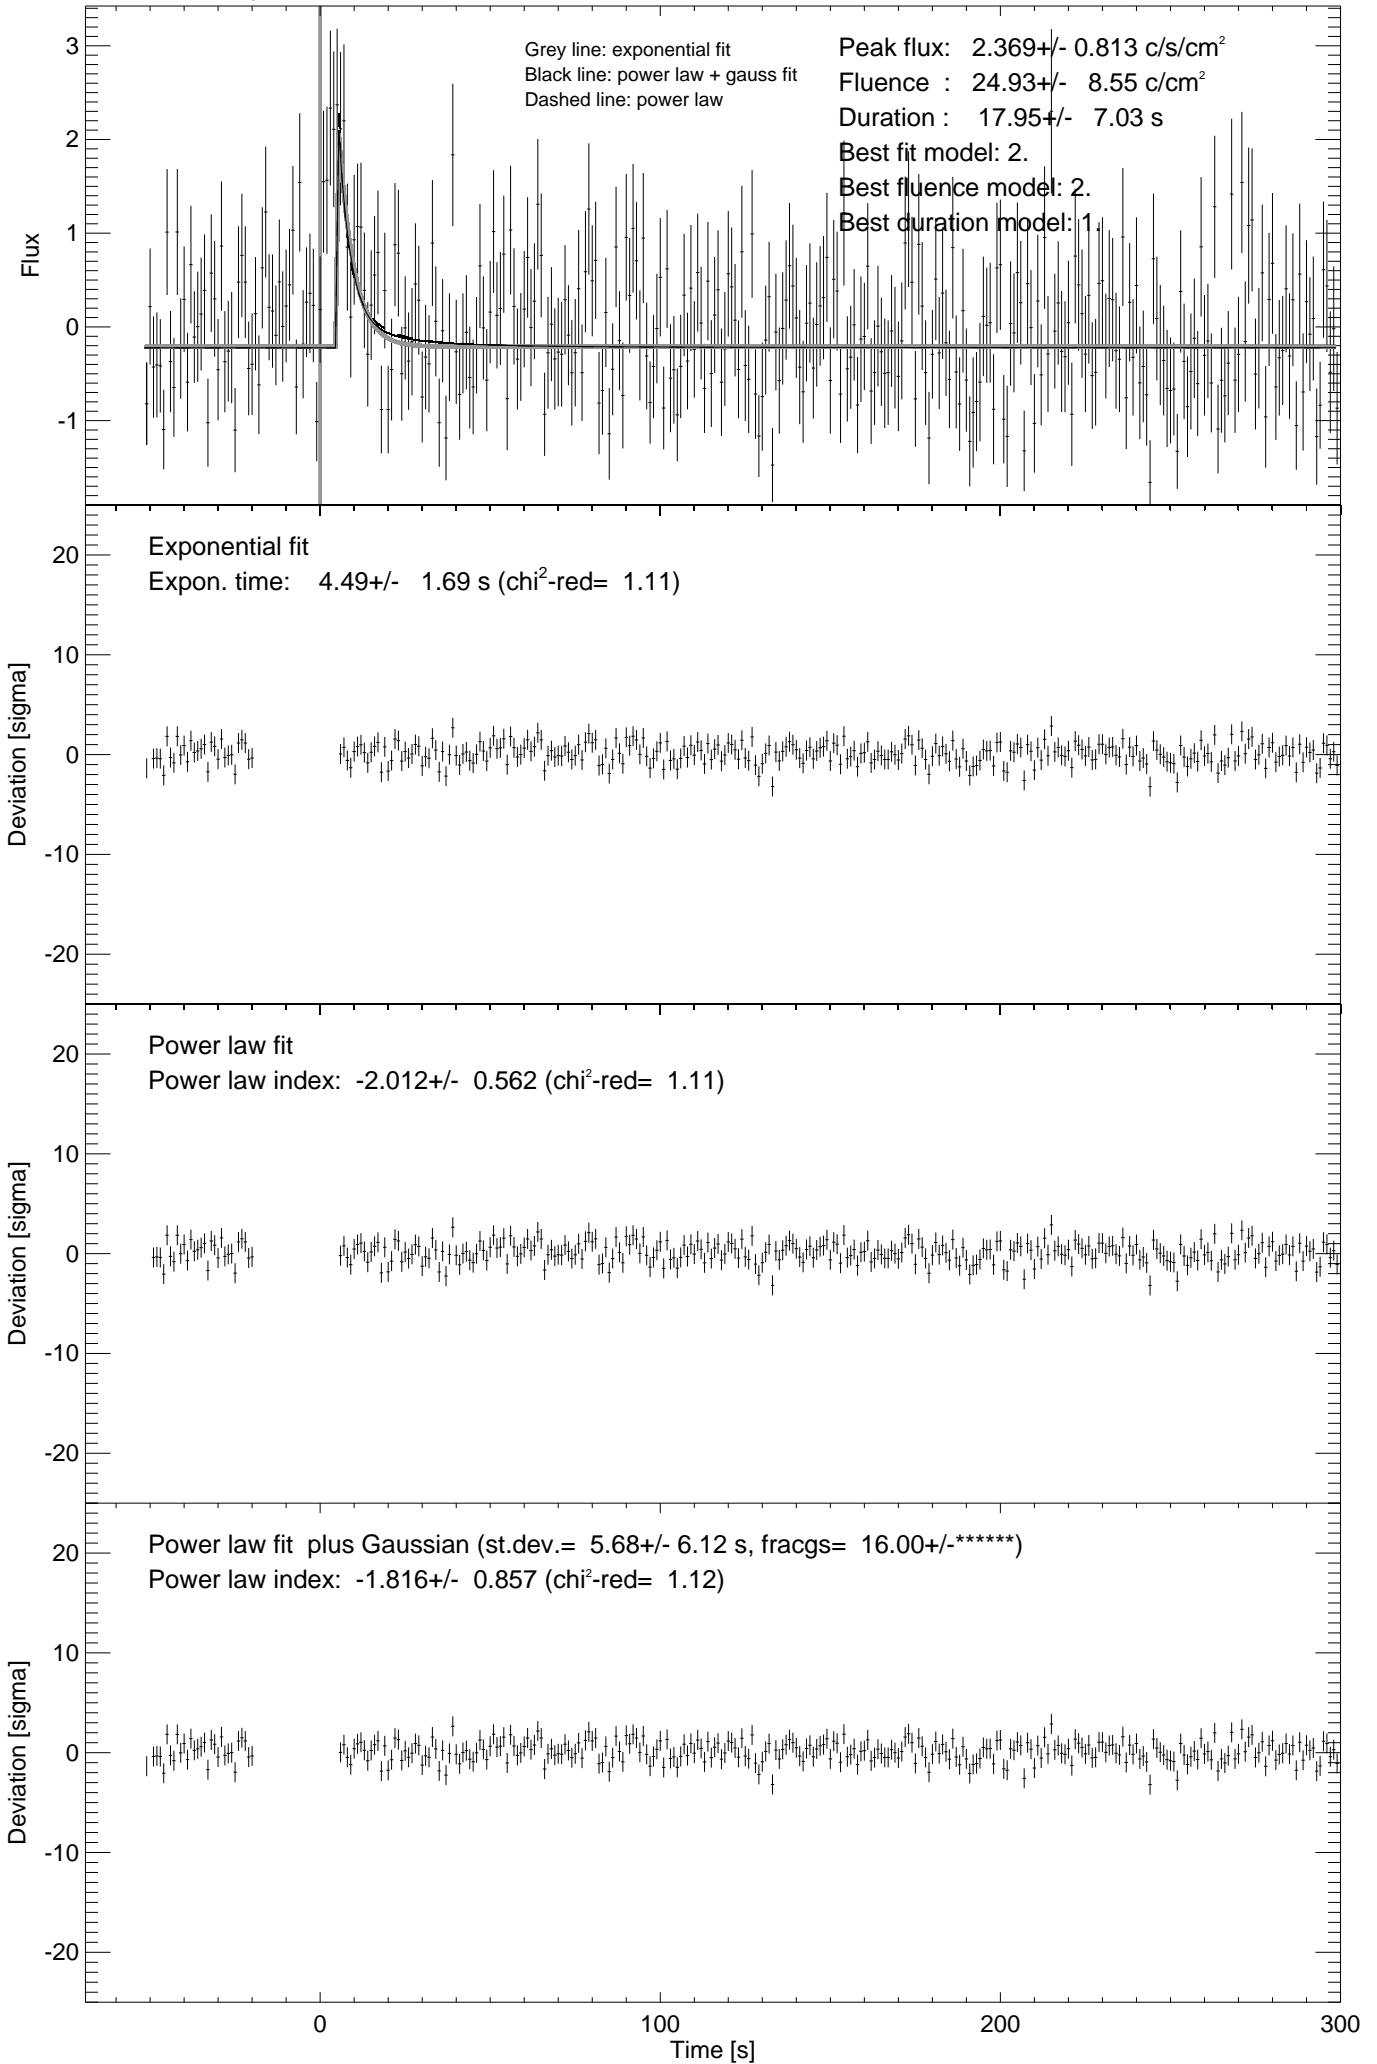 Grey line: exponential fit
Black line: power law + gauss fit
Dashed line: power law
Peak flux: 2.369+/- 0.813 c/s/cm²
Fluence : 24.93+/- 8.55 c/cm²
Duration : 17.95+/- 7.03 s
Best fit model: 2.
Best fluence model: 2.
Best duration model: 1.
3
2
1
0
-1
Flux
Exponential fit
Expon. time: 4.49+/- 1.69 s (chi²-red= 1.11)
20
10
0
-10
-20
Deviation [sigma]
Power law fit
Power law index: -2.012+/- 0.562 (chi²-red= 1.11)
20
10
0
-10
-20
Deviation [sigma]
Power law fit plus Gaussian (st.dev.= 5.68+/- 6.12 s, fracgs= 16.00+/-******)
Power law index: -1.816+/- 0.857 (chi²-red= 1.12)
20
10
0
-10
-20
Deviation [sigma]
0 100 200 300
Time [s]